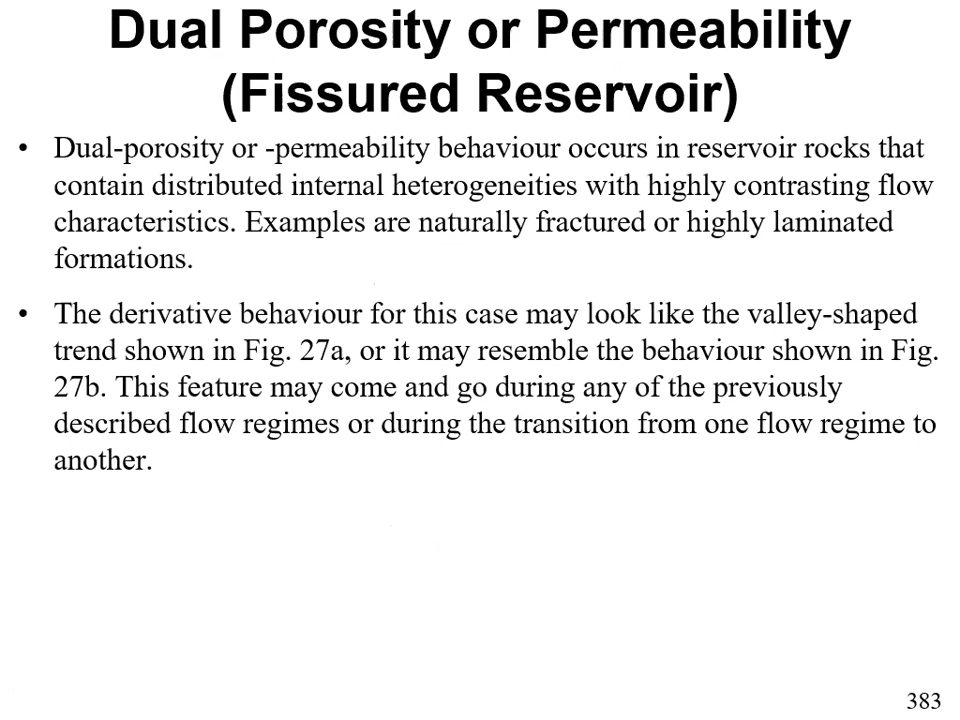 Dual Porosity or Permeability
(Fissured Reservoir)
• Dual-porosity or -permeability behaviour occurs in reservoir rocks that
contain distributed internal heterogeneities with highly contrasting flow
characteristics. Examples are naturally fractured or highly laminated
formations.
• The derivative behaviour for this case may look like the valley-shaped
trend shown in Fig. 27a, or it may resemble the behaviour shown in Fig.
27b. This feature may come and go during any of the previously
described flow regimes or during the transition from one flow regime to
another.
383